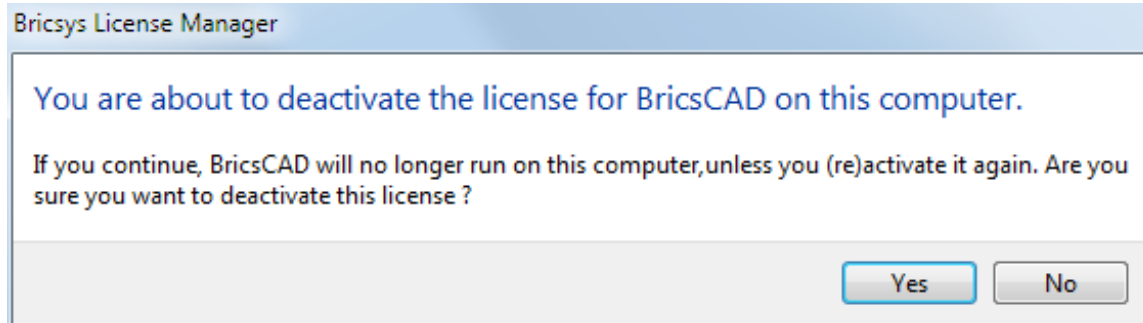 Bricsys License Manager
You are about to deactivate the license for BricsCAD on this computer.
If you continue, BricsCAD will no longer run on this computer,unless you (re)activate it again. Are you
sure you want to deactivate this license ?
Yes No